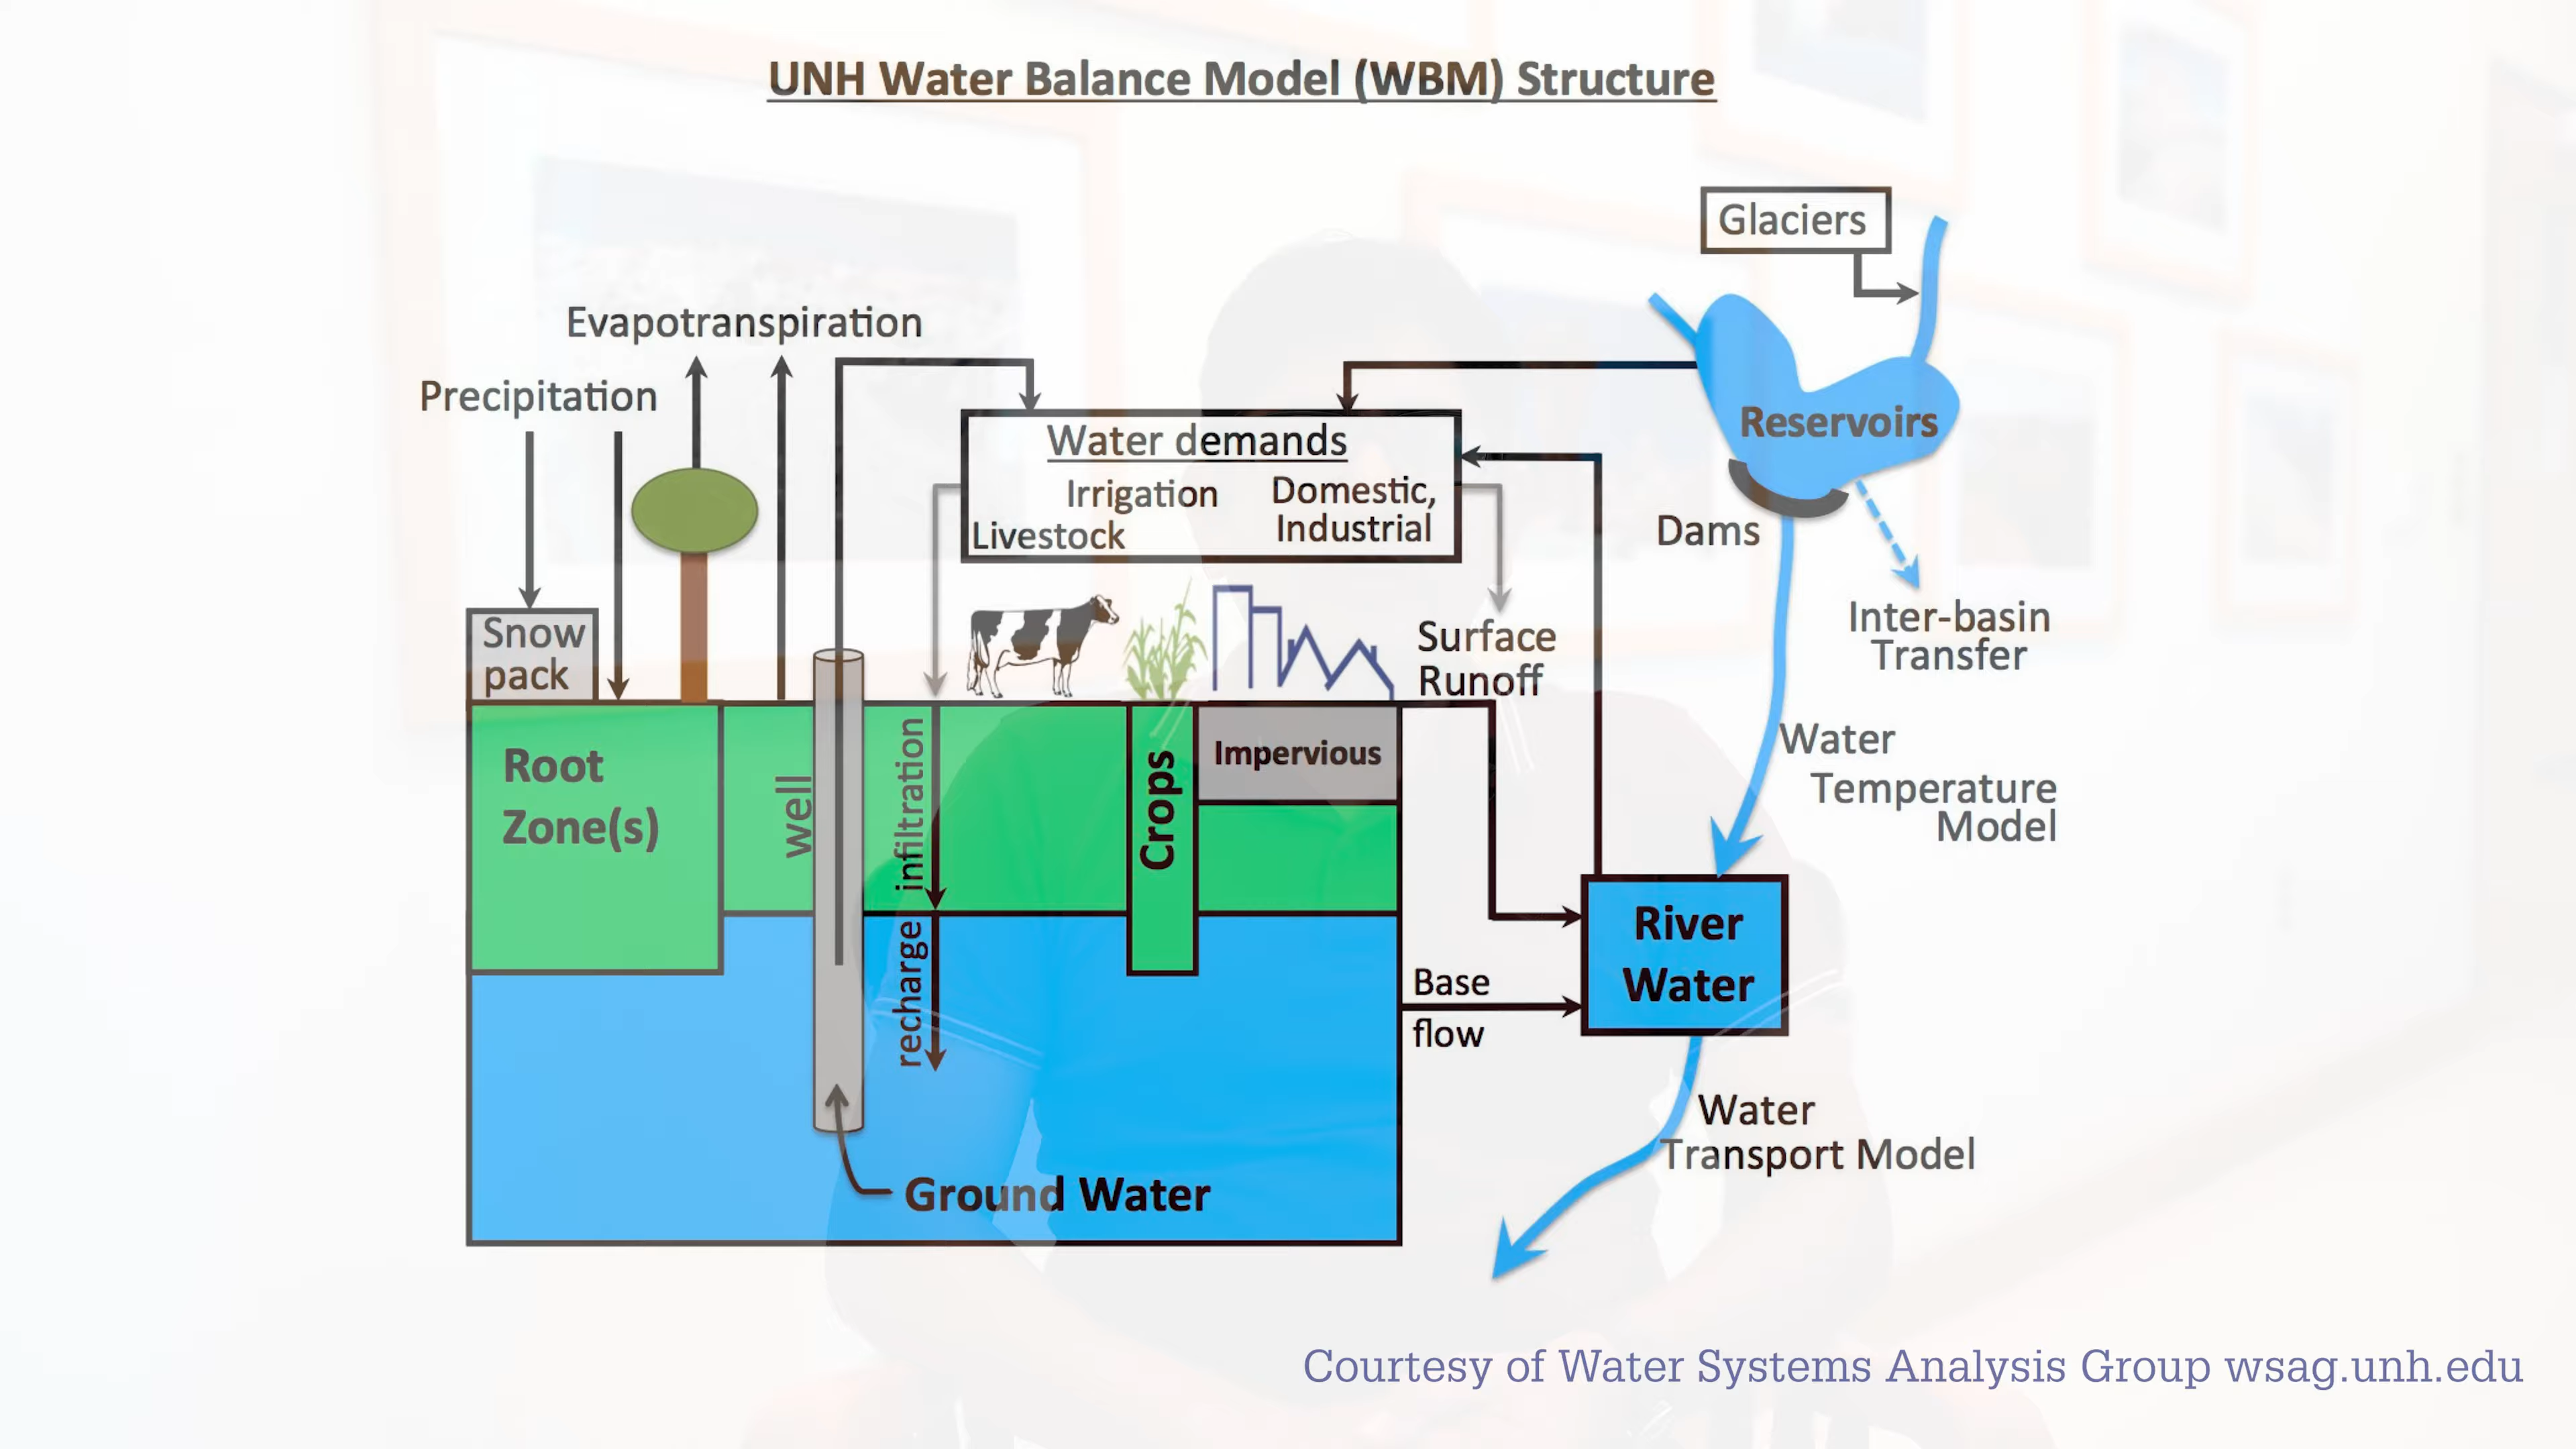 UNH Water Balance Model (WBM) Structure
Glaciers
Evapotranspiration
Precipitation
Reservoirs
Water demands
Irrigation
Domestic,
Industrial
Livestock
Dams
Inter-basin
Transfer
Snow
pack
Surface
Runoff
Root
Zone(s)
well
infiltration
Crops
Impervious
Water
Temperature
Model
River
Water
recharge
Base
flow
Water
Transport Model
Ground Water
Courtesy of Water Systems Analysis Group wsag.unh.edu